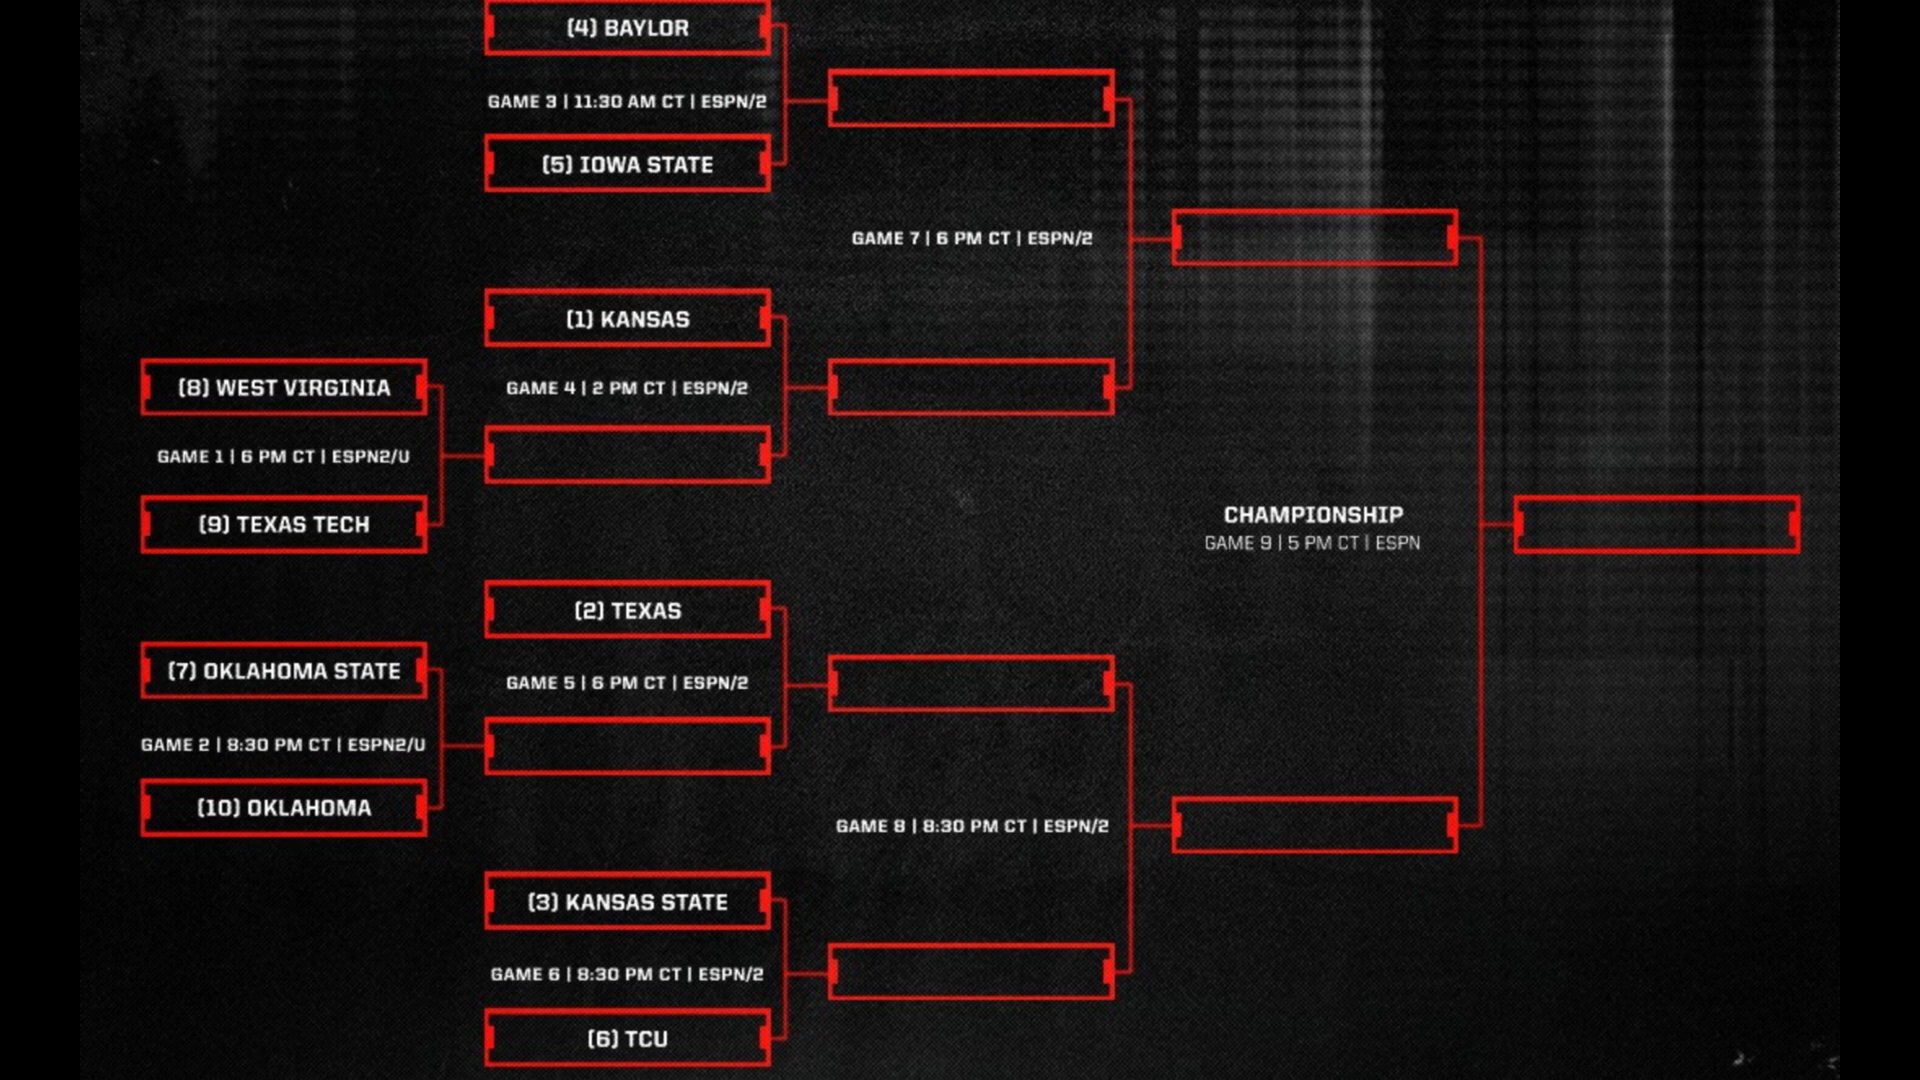 (4) BAYLOR
GAME 3 | 11:30 AM CT | ESPN/2
(5) IOWA STATE
GAME 7 | 6 PM CT | ESPN/2
(1) KANSAS
(8) WEST VIRGINIA
GAME 4 | 2 PM CT | ESPN/2
GAME 1 | 6 PM CT | ESPN2/U
(9) TEXAS TECH
CHAMPIONSHIP
GAME 9 | 5 PM CT | ESPN
(2) TEXAS
(7) OKLAHOMA STATE
GAME 5 | 6 PM CT | ESPN/2
GAME 2 | 8:30 PM CT | ESPN2/U
(10) OKLAHOMA
GAME 8 | 8:30 PM CT | ESPN/2
(3) KANSAS STATE
GAME 6 | 8:30 PM CT | ESPN/2
(6) TCU